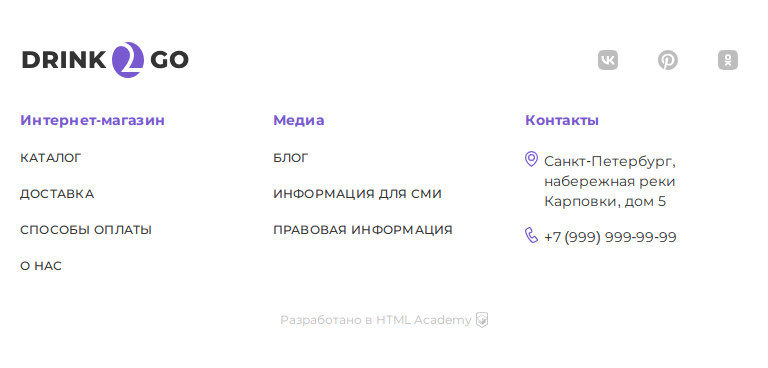 DRINK 2 GO
Интернет-магазин
КАТАЛОГ
ДОСТАВКА
СПОСОБЫ ОПЛАТЫ
О НАС
Медиа
БЛОГ
ИНФОРМАЦИЯ ДЛЯ СМИ
ПРАВОВАЯ ИНФОРМАЦИЯ
Контакты
Санкт-Петербург,
набережная реки
Карповки, дом 5
+7 (999) 999-99-99
Разработано в HTML Academy